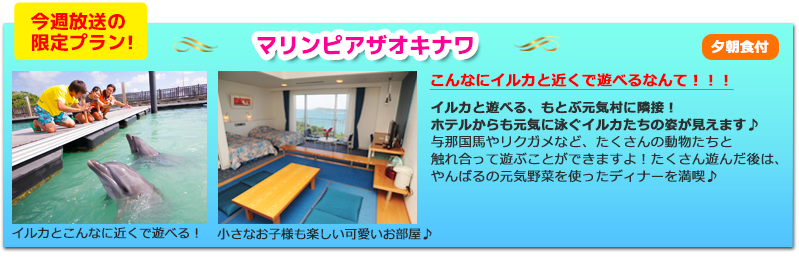 今週放送の
限定プラン!
マリンピアザオキナワ
夕朝食付
こんなにイルカと近くで遊べるなんて！！！
イルカと遊べる、もとぶ元気村に隣接！
ホテルからも元気に泳ぐイルカたちの姿が見えます♪
与那国馬やリクガメなど、たくさんの動物たちと
触れ合って遊ぶことができますよ！たくさん遊んだ後は、
やんばるの元気野菜を使ったディナーを満喫♪
イルカとこんなに近くで遊べる！
小さなお子様も楽しい可愛いお部屋♪